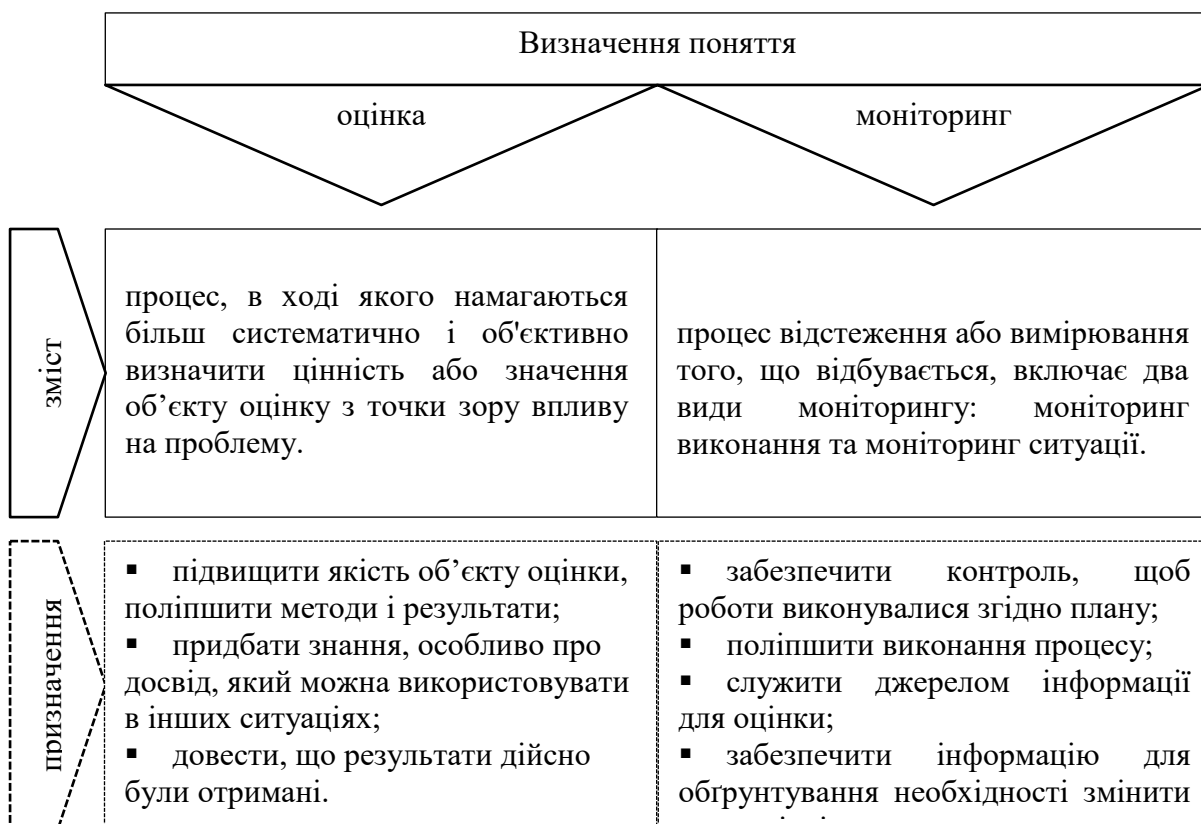 Визначення поняття
оцінка
моніторинг
зміст
процес, в ході якого намагаються
більш систематично і об'єктивно
визначити цінність або значення
об’єкту оцінку з точки зору впливу
на проблему.
процес відстеження або вимірювання
того, що відбувається, включає два
види моніторингу: моніторинг
виконання та моніторинг ситуації.
призначення
▪ підвищити якість об’єкту оцінки,
поліпшити методи і результати;
▪ придбати знання, особливо про
досвід, який можна використовувати
в інших ситуаціях;
▪ довести, що результати дійсно
були отримані.
▪ забезпечити контроль, щоб
роботи виконувалися згідно плану;
▪ поліпшити виконання процесу;
▪ служити джерелом інформації
для оцінки;
▪ забезпечити інформацію для
обґрунтування необхідності змінити